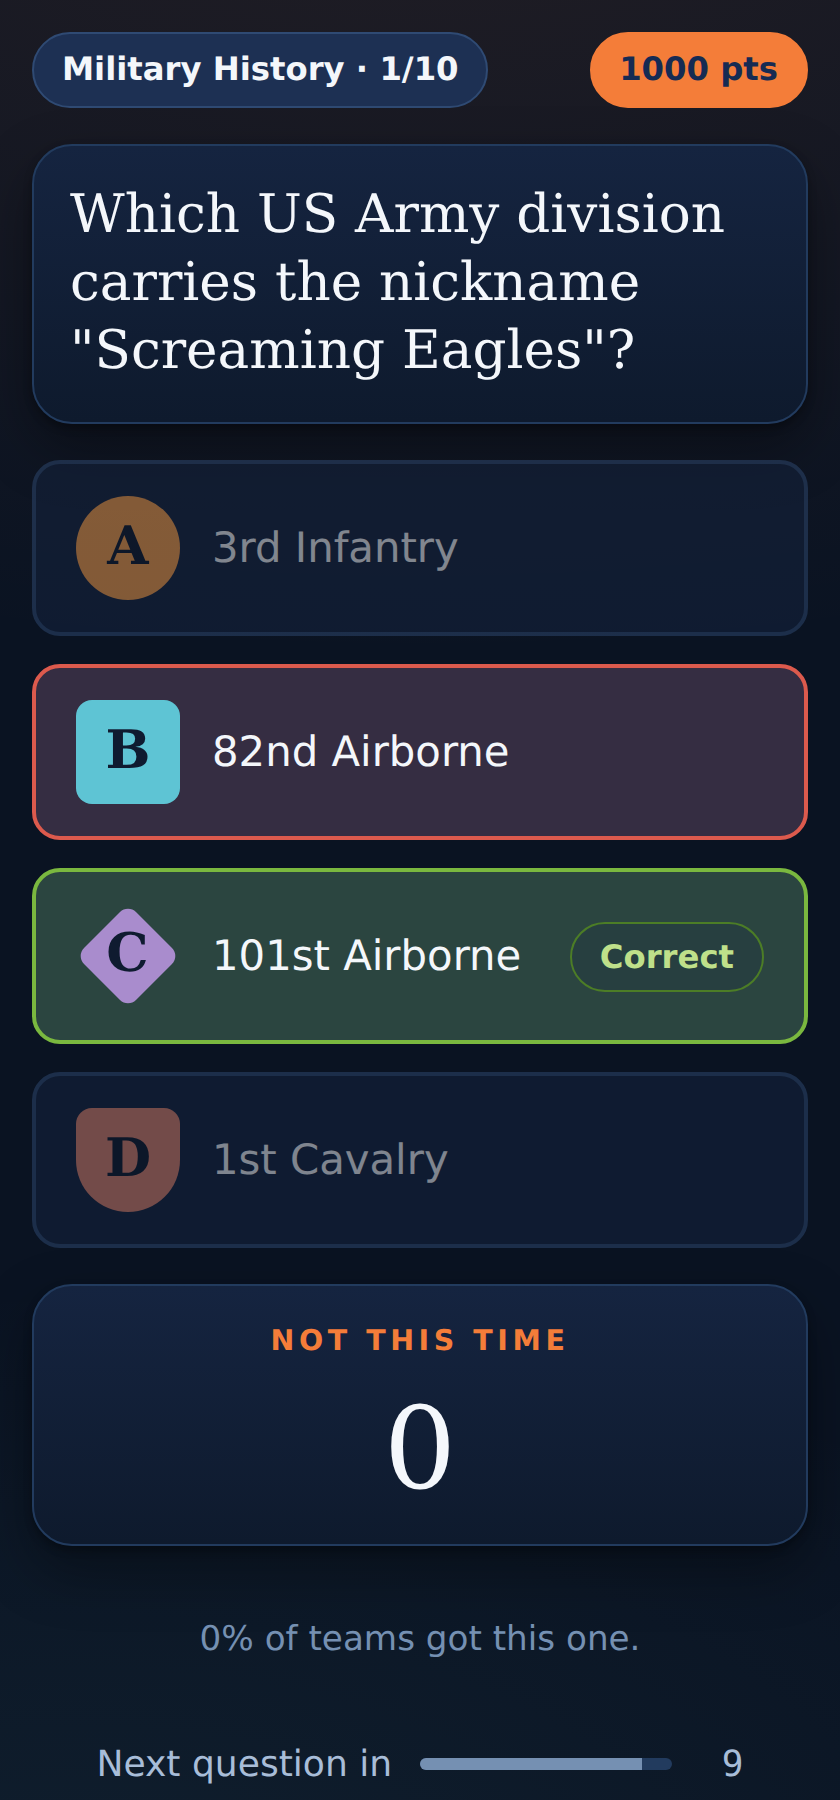 Military History · 1/10
1000 pts
Which US Army division
carries the nickname
"Screaming Eagles"?
A 3rd Infantry
B 82nd Airborne
C 101st Airborne Correct
D 1st Cavalry
NOT THIS TIME
0
0% of teams got this one.
Next question in 9